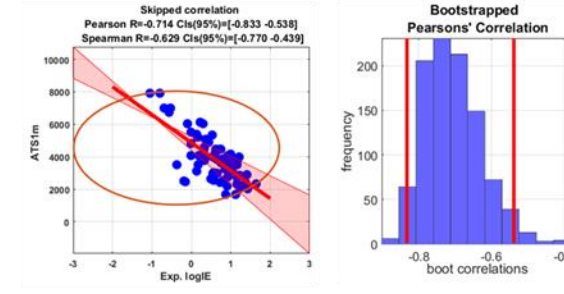 Skipped correlation
Pearson R=-0.714 CIs(95%)=[-0.833 -0.538]
Spearman R=-0.629 CIs(95%)=[-0.770 -0.439]
10000
8000
6000
4000
2000
0
ATS1m
-3 -2 -1 0 1 2 3
Exp. logIE
Bootstrapped
Pearsons' Correlation
200
150
100
50
0
frequency
-0.8 -0.6
boot correlations